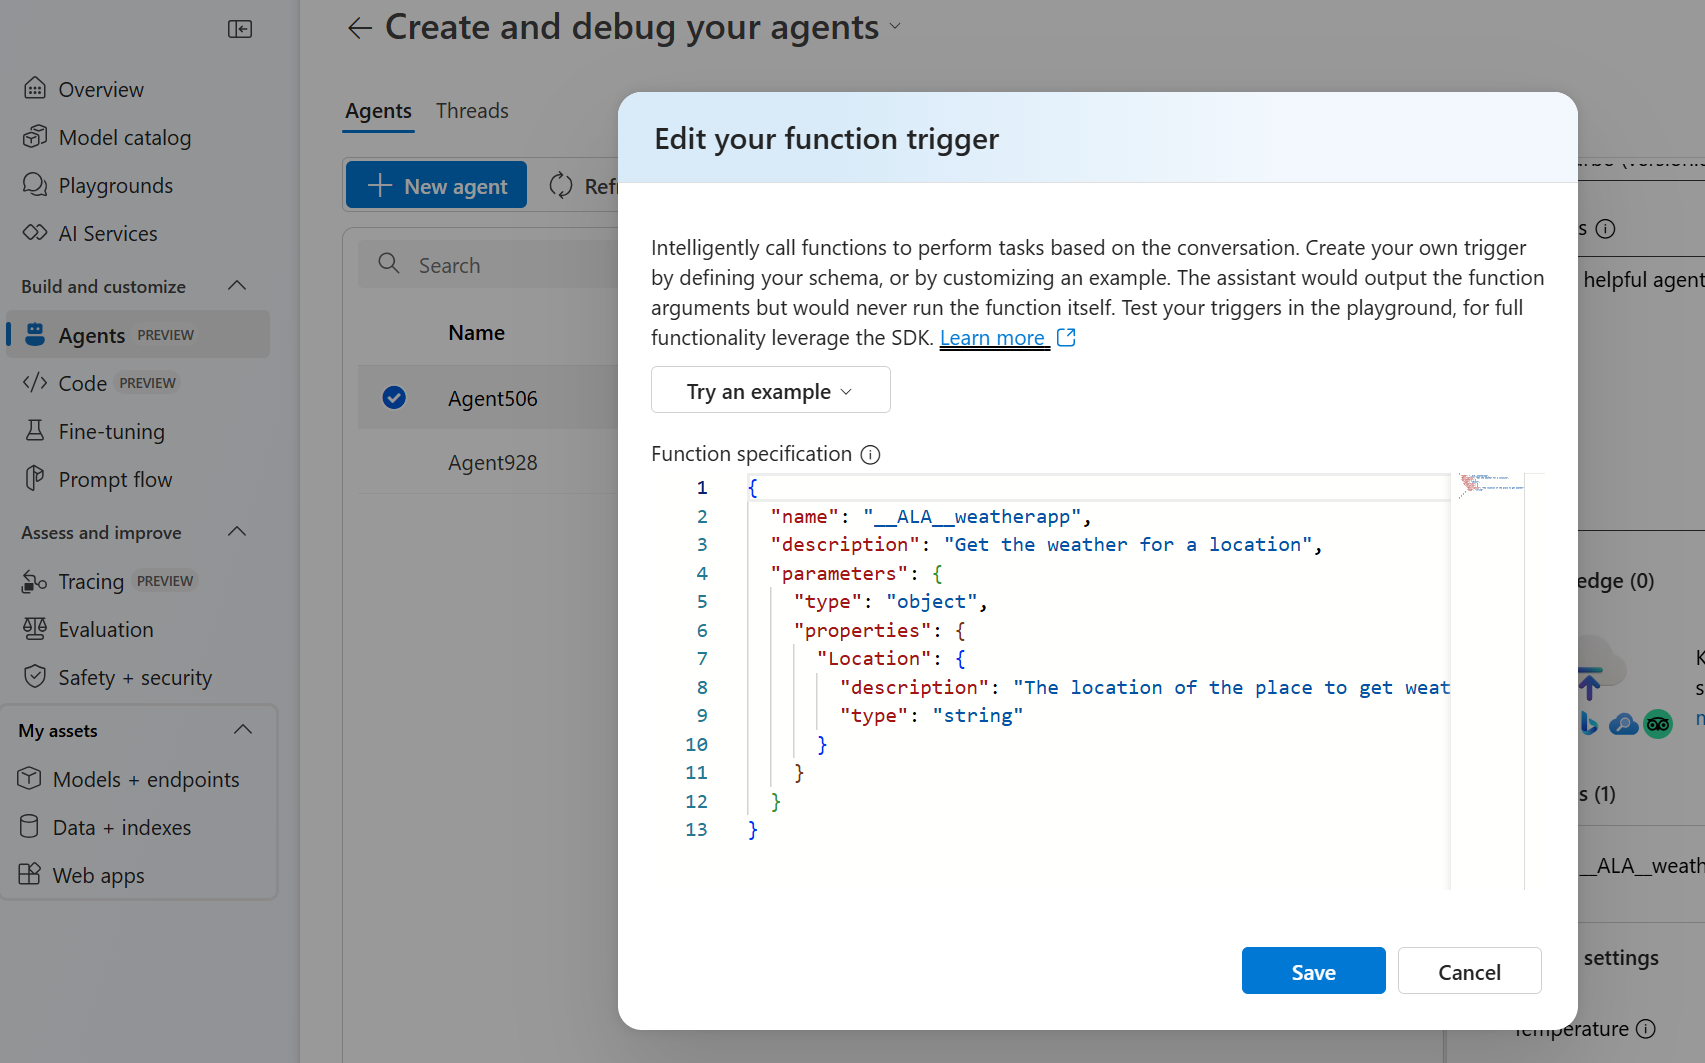 Create and debug your agents
Overview
Model catalog
Playgrounds
AI Services
Build and customize
Agents PREVIEW
Code PREVIEW
Fine-tuning
Prompt flow
Assess and improve
Tracing PREVIEW
Evaluation
Safety + security
My assets
Models + endpoints
Data + indexes
Web apps
Agents Threads
New agent
Search
Name
Agent506
Agent928
Edit your function trigger
Intelligently call functions to perform tasks based on the conversation. Create your own trigger
by defining your schema, or by customizing an example. The assistant would output the function
arguments but would never run the function itself. Test your triggers in the playground, for full
functionality leverage the SDK. Learn more
Try an example
Function specification
1 {
2 "name": "__ALA__weatherapp",
3 "description": "Get the weather for a location",
4 "parameters": {
5 "type": "object",
6 "properties": {
7 "Location": {
8 "description": "The location of the place to get weat
9 "type": "string"
10 }
11 }
12 }
13 }
Save Cancel
helpful agent
edge (0)
s (1)
__ALA__weath
settings
Temperature